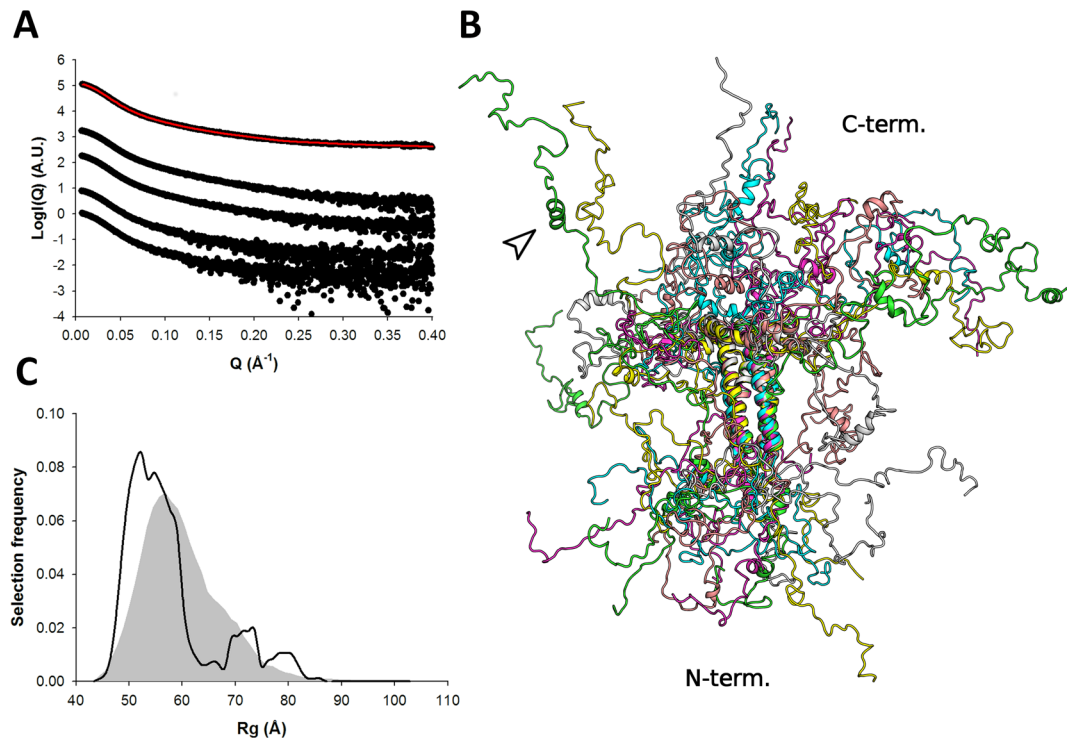 A
B
6
5
4
3
2
1
0
-1
-2
-3
-4
LogI(Q) (A.U.)
0.00 0.05 0.10 0.15 0.20 0.25 0.30 0.35 0.40
Q (Å-1)
C-term.
N-term.
C
0.10
0.08
0.06
0.04
0.02
0.00
Selection frequency
40 50 60 70 80 90 100 110
Rg (Å)